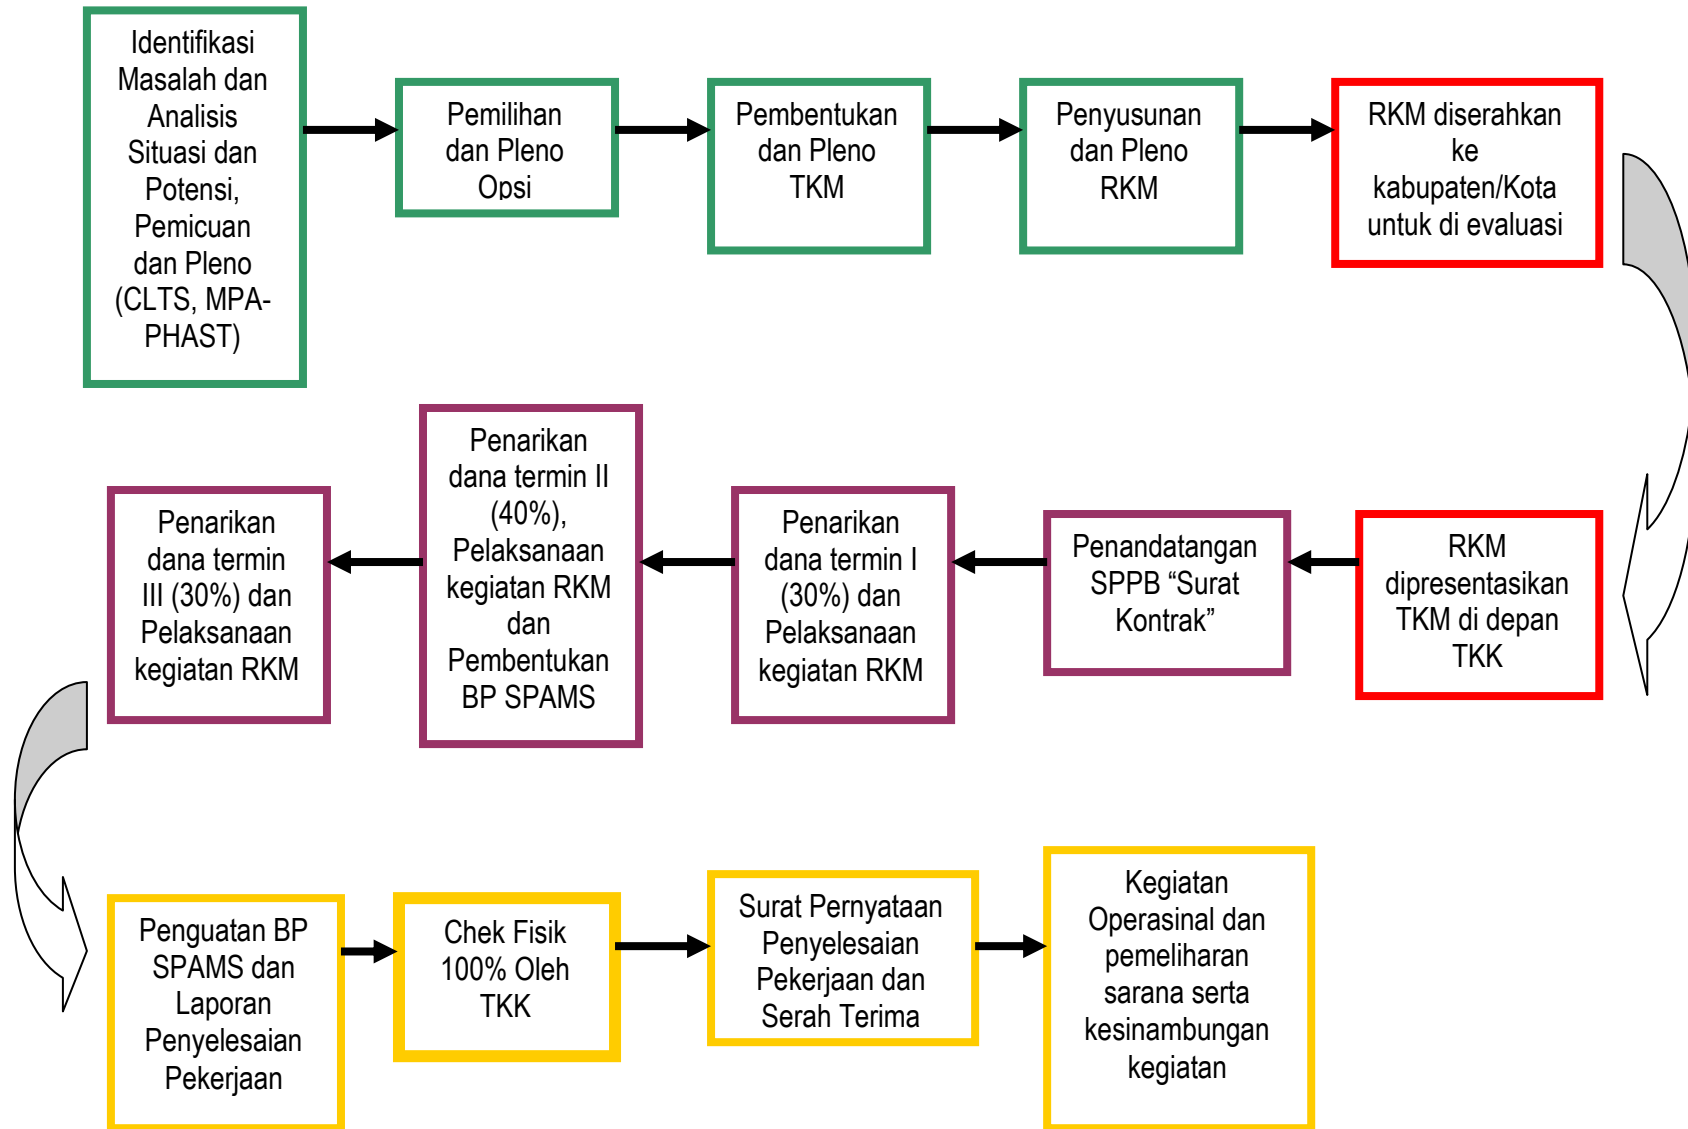 Identifikasi
Masalah dan
Analisis
Situasi dan
Potensi,
Pemicuan
dan Pleno
(CLTS, MPA-
PHAST)
Pemilihan
dan Pleno
Opsi
Pembentukan
dan Pleno
TKM
Penyusunan
dan Pleno
RKM
RKM diserahkan
ke
kabupaten/Kota
untuk di evaluasi
RKM
dipresentasikan
TKM di depan
TKK
Penandatangan
SPPB “Surat
Kontrak”
Penarikan
dana termin I
(30%) dan
Pelaksanaan
kegiatan RKM
Penarikan
dana termin II
(40%),
Pelaksanaan
kegiatan RKM
dan
Pembentukan
BP SPAMS
Penarikan
dana termin
III (30%) dan
Pelaksanaan
kegiatan RKM
Penguatan BP
SPAMS dan
Laporan
Penyelesaian
Pekerjaan
Chek Fisik
100% Oleh
TKK
Surat Pernyataan
Penyelesaian
Pekerjaan dan
Serah Terima
Kegiatan
Operasinal dan
pemeliharan
sarana serta
kesinambungan
kegiatan